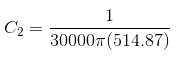 $C_2 = \frac{1}{30000\pi(514.87)}$